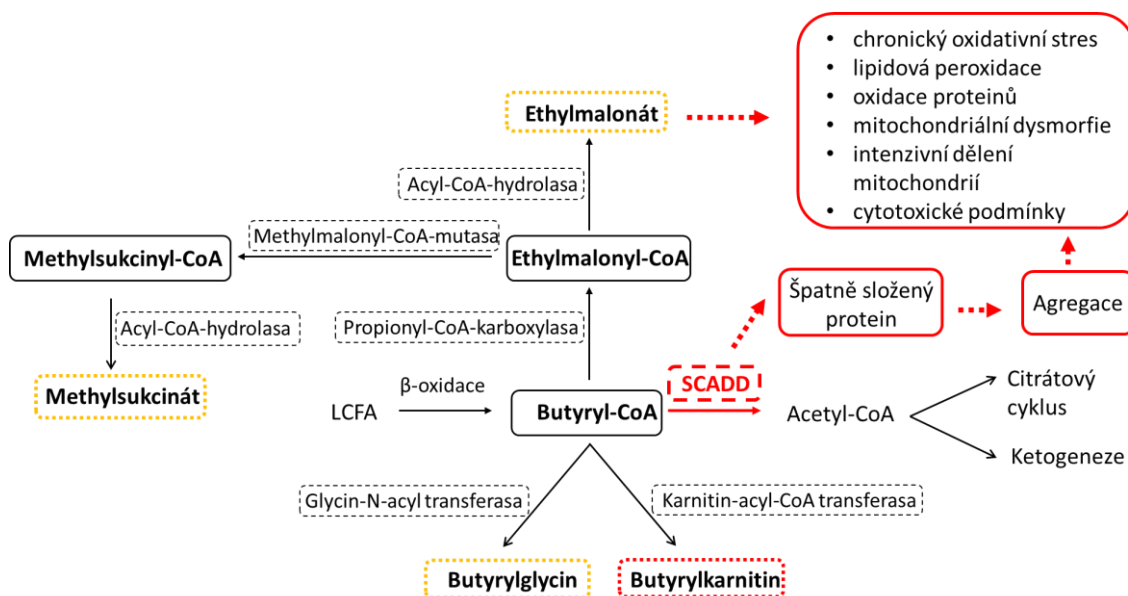 • chronický oxidativní stres
• lipidová peroxidace
• oxidace proteinů
• mitochondriální dysmorfie
• intenzivní dělení
mitochondrií
• cytotoxické podmínky
Ethylmalonát
Acyl-CoA-hydrolasa
Methylmalonyl-CoA-mutasa
Methylsukcinyl-CoA
Ethylmalonyl-CoA
Špatně složený
protein
Agregace
Acyl-CoA-hydrolasa
Propionyl-CoA-karboxylasa
SCADD
Methylsukcinát
β-oxidace
LCFA
Butyryl-CoA
Acetyl-CoA
Citrátový
cyklus
Ketogeneze
Glycin-N-acyl transferasa
Karnitin-acyl-CoA transferasa
Butyrylglycin
Butyrylkarnitin